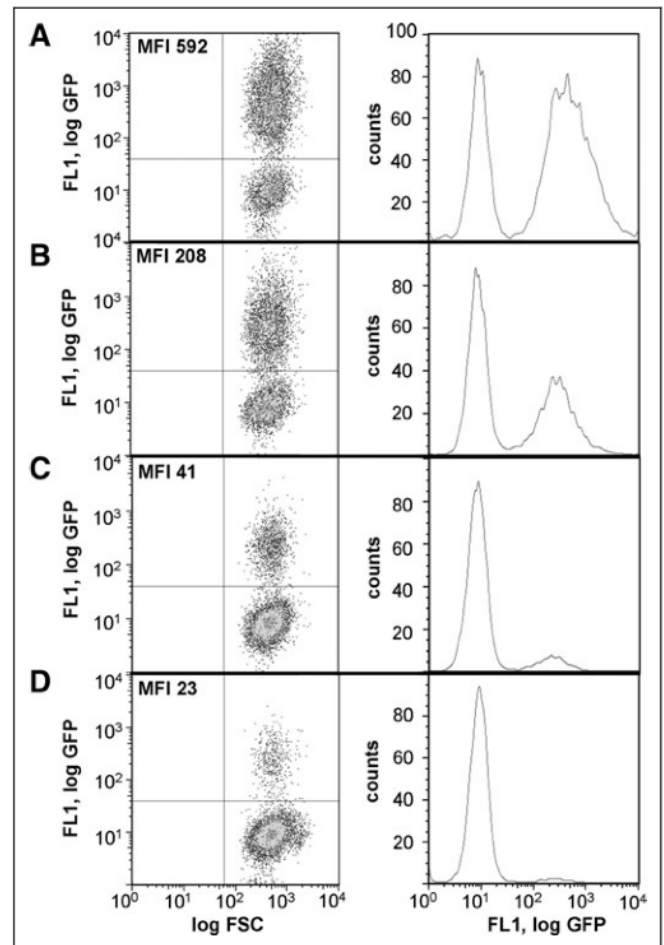 A
MFI 592
FL1, log GFP
10⁴
10³
10²
10¹
10⁴
counts
100
80
60
40
20
B
MFI 208
FL1, log GFP
10³
10²
10¹
counts
80
60
40
20
C
MFI 41
FL1, log GFP
10⁴
10³
10²
10¹
counts
80
60
40
20
D
MFI 23
FL1, log GFP
10⁴
10³
10²
10¹
counts
80
60
40
20
10⁰ 10¹ 10² 10³ 10⁴
log FSC
10⁰ 10¹ 10² 10³ 10⁴
FL1, log GFP